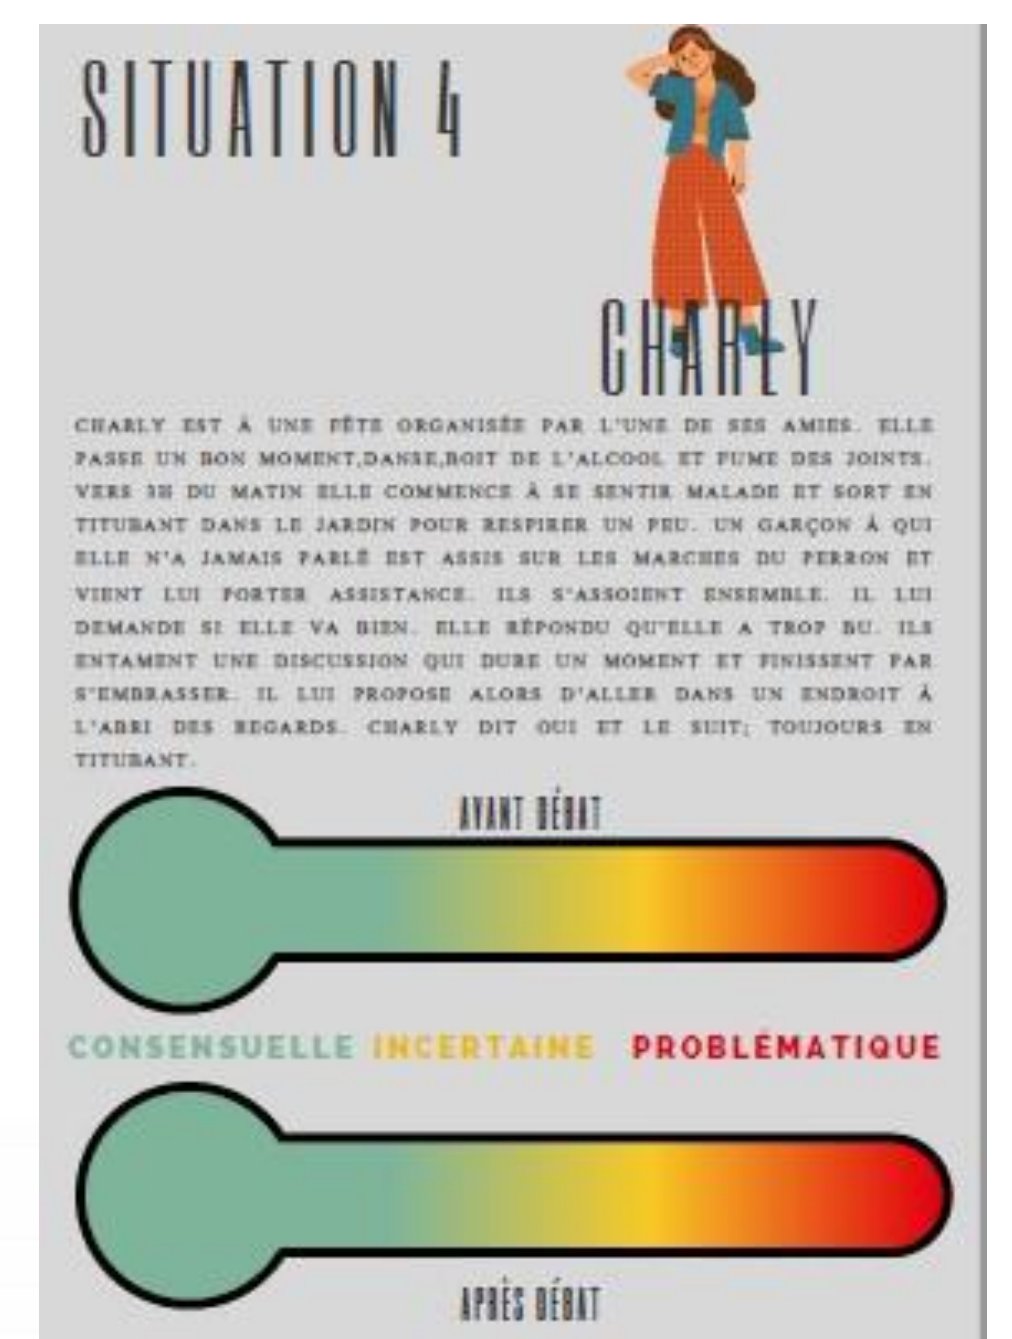 SITUATION 4
CHARLY
CHARLY EST À UNE FÊTE ORGANISÉE PAR L'UNE DE SES AMIES. ELLE
PASSE UN BON MOMENT,DANSE,BOIT DE L'ALCOOL ET FUME DES JOINTS.
VERS 3H DU MATIN ELLE COMMENCE À SE SENTIR MALADE ET SORT EN
TITUBANT DANS LE JARDIN POUR RESPIRER UN PEU. UN GARÇON À QUI
ELLE N'A JAMAIS PARLÉ EST ASSIS SUR LES MARCHES DU PERRON ET
VIENT LUI PORTER ASSISTANCE. ILS S'ASSOIENT ENSEMBLE. IL LUI
DEMANDE SI ELLE VA BIEN. ELLE RÉPONDU QU'ELLE A TROP BU. ILS
ENTAMENT UNE DISCUSSION QUI DURE UN MOMENT ET FINISSENT PAR
S'EMBRASSER. IL LUI PROPOSE ALORS D'ALLER DANS UN ENDROIT À
L'ABRI DES REGARDS. CHARLY DIT OUI ET LE SUIT; TOUJOURS EN
TITUBANT.
AVANT DÉBAT
CONSENSUELLE INCERTAINE PROBLÉMATIQUE
APRÈS DÉBAT